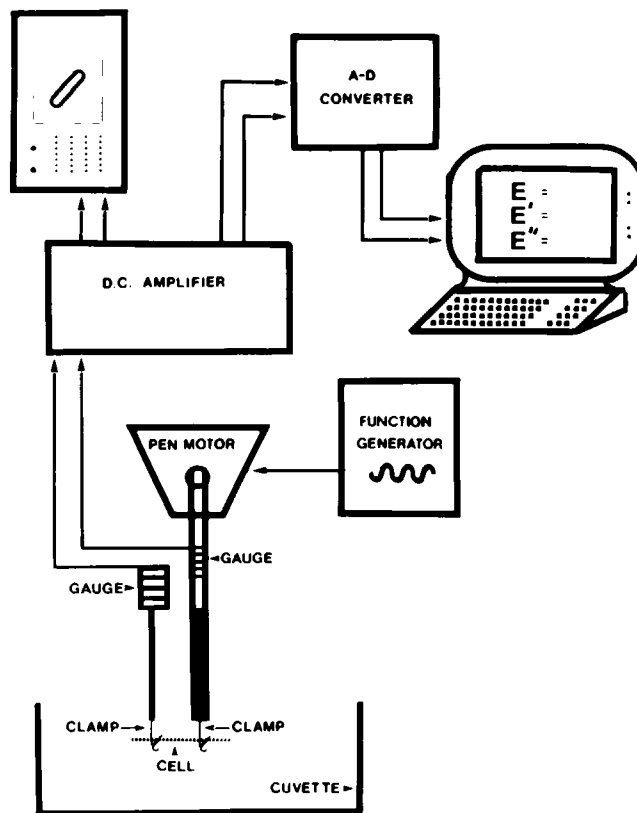 A-D
CONVERTER
E =
E' =
E" =
D.C. AMPLIFIER
FUNCTION
GENERATOR
PEN MOTOR
GAUGE
GAUGE
CLAMP
CLAMP
CELL
CUVETTE